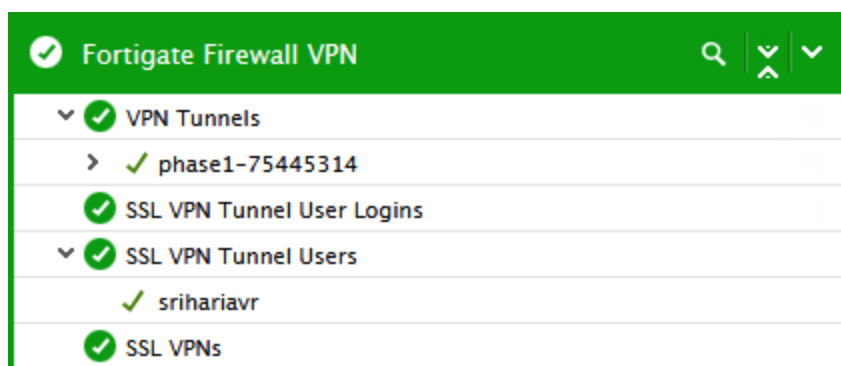 Fortigate Firewall VPN
VPN Tunnels
phase1-75445314
SSL VPN Tunnel User Logins
SSL VPN Tunnel Users
srihariavr
SSL VPNs